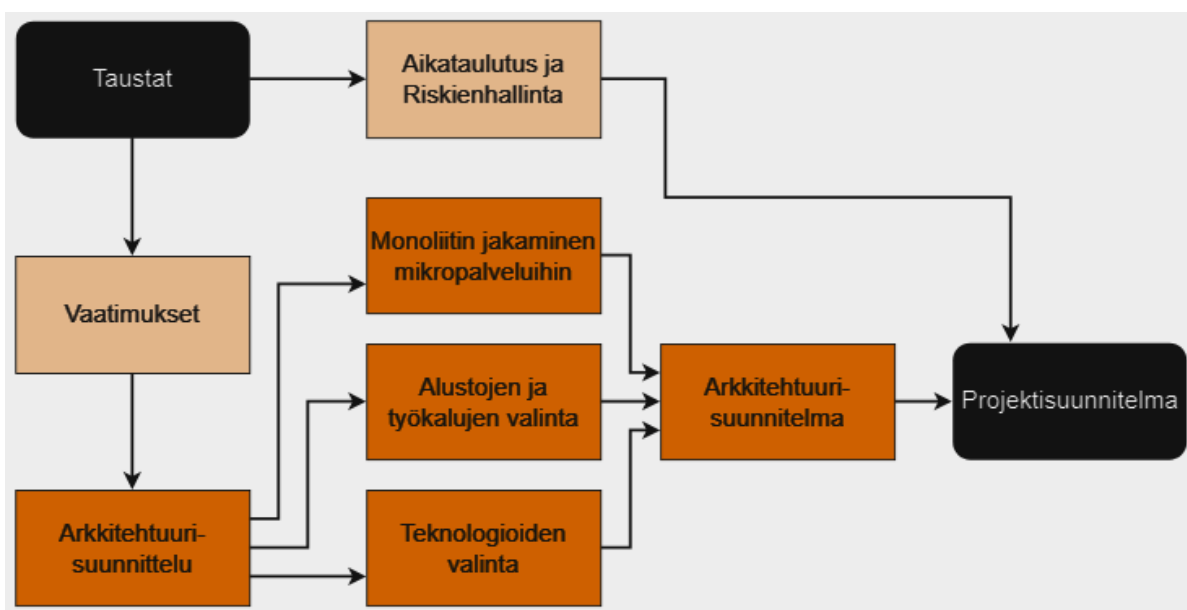 Taustat
Aikataulutus ja
Riskienhallinta
Monoliitin jakaminen
mikropalveluihin
Vaatimukset
Alustojen ja
työkalujen valinta
Arkkitehtuuri-
suunnitelma
Projektisuunnitelma
Arkkitehtuuri-
suunnittelu
Teknologioiden
valinta